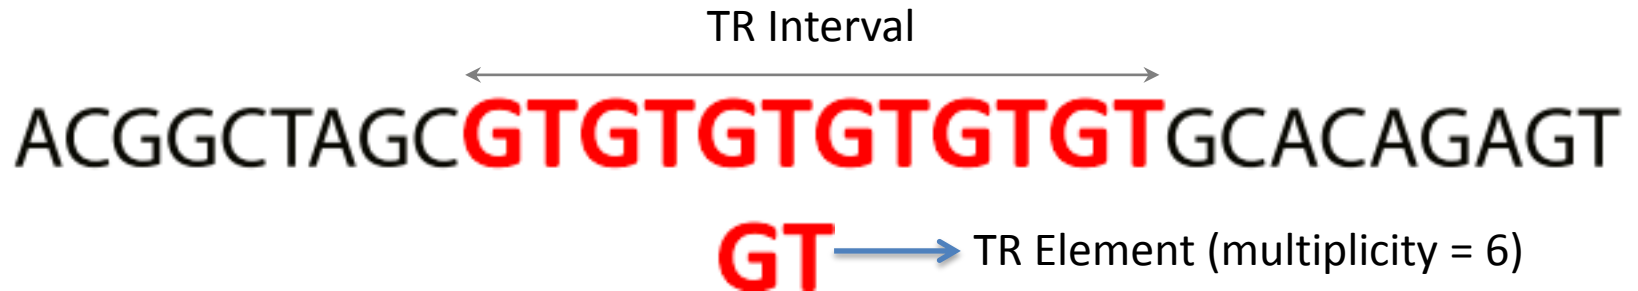 TR Interval
ACGGCTAGCGTGTGTGTGTGTGCACAGAGT
GT TR Element (multiplicity = 6)